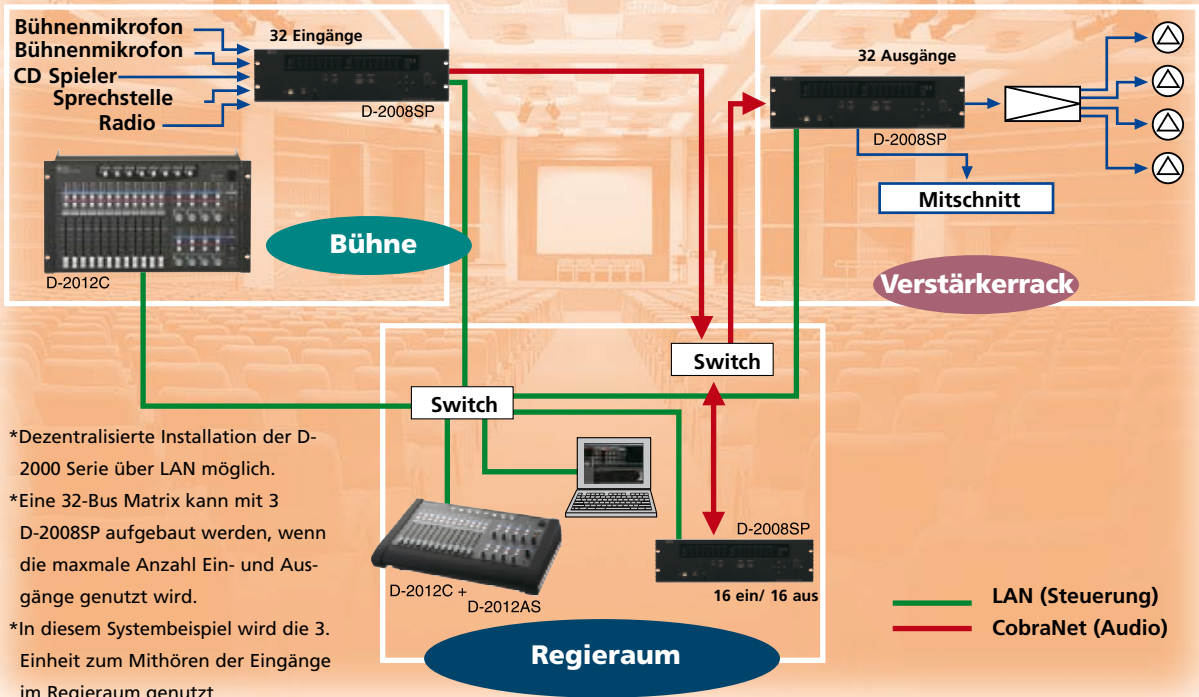 Bühnenmikrofon
Bühnenmikrofon
CD Spieler
Sprechstelle
Radio
32 Eingänge
D-2008SP
D-2012C
Bühne
32 Ausgänge
D-2008SP
Mitschnitt
Verstärkerrack
Switch
Switch
*Dezentralisierte Installation der D-
2000 Serie über LAN möglich.
*Eine 32-Bus Matrix kann mit 3
D-2008SP aufgebaut werden, wenn
die maxmale Anzahl Ein- und Aus-
gänge genutzt wird.
*In diesem Systembeispiel wird die 3.
Einheit zum Mithören der Eingänge
im Regieraum genutzt
D-2012C +
D-2012AS
D-2008SP
16 ein/ 16 aus
Regieraum
LAN (Steuerung)
CobraNet (Audio)